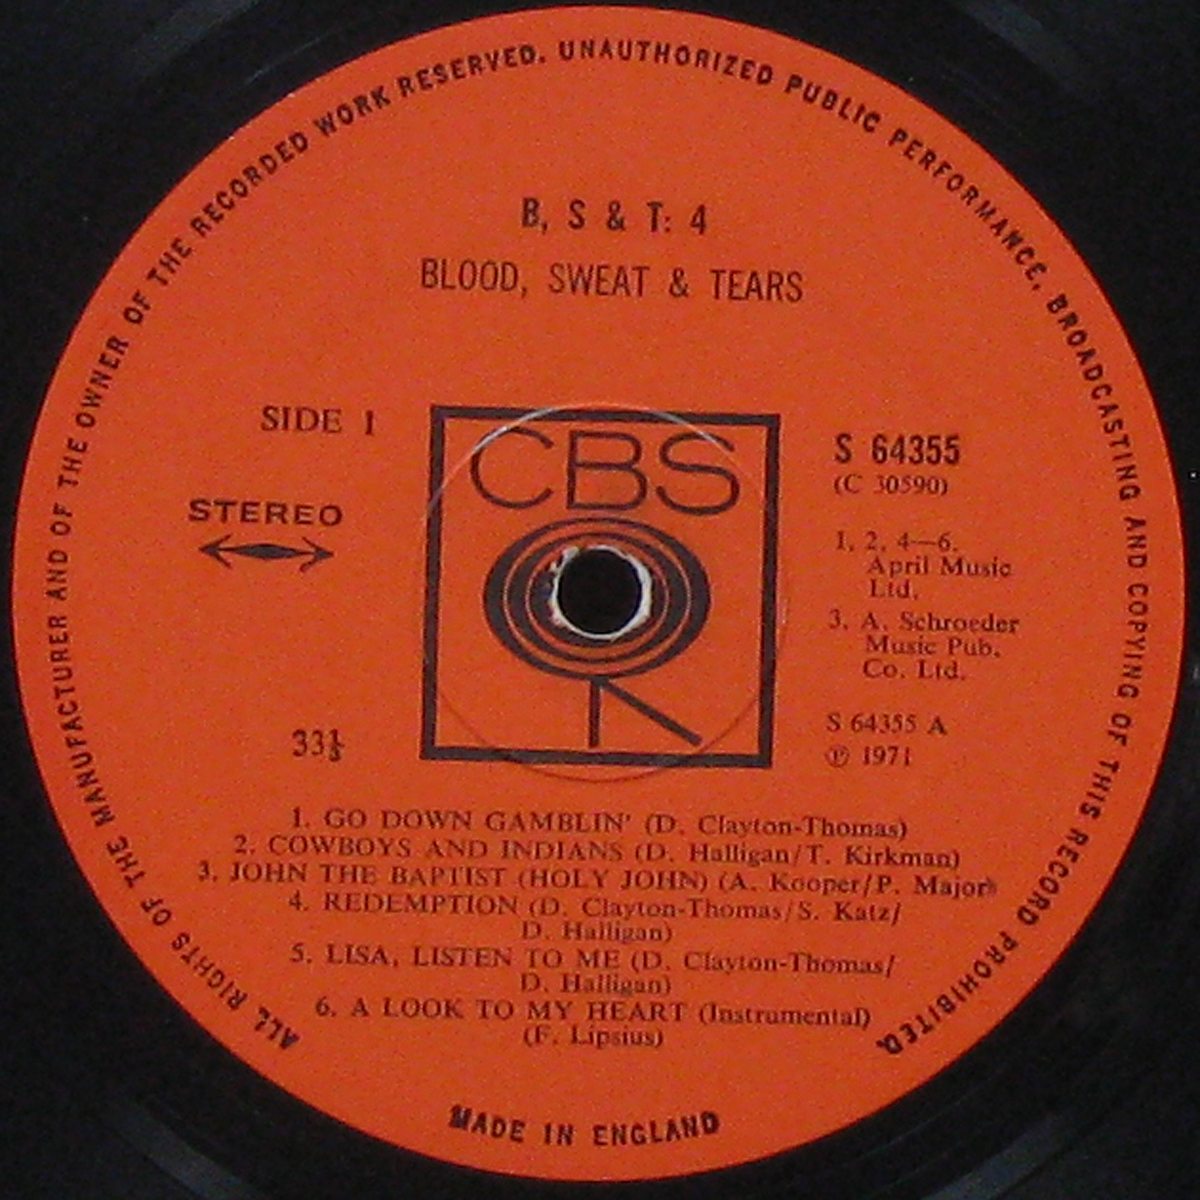 ALL RIGHTS OF THE MANUFACTURER AND OF THE OWNER OF THE RECORDED WORK RESERVED. UNAUTHORIZED PUBLIC PERFORMANCE, BROADCASTING AND COPYING OF THIS RECORD PROHIBITED.
B, S & T: 4
BLOOD, SWEAT & TEARS
SIDE 1
STEREO
33⅓
CBS
S 64355
(C 30590)
1, 2, 4—6.
April Music
Ltd.
3. A. Schroeder
Music Pub.
Co. Ltd.
S 64355 A
℗ 1971
1. GO DOWN GAMBLIN' (D. Clayton-Thomas)
2. COWBOYS AND INDIANS (D. Halligan/T. Kirkman)
3. JOHN THE BAPTIST (HOLY JOHN) (A. Kooper/P. Major)
4. REDEMPTION (D. Clayton-Thomas/S. Katz/
D. Halligan)
5. LISA, LISTEN TO ME (D. Clayton-Thomas/
D. Halligan)
6. A LOOK TO MY HEART (Instrumental)
(F. Lipsius)
MADE IN ENGLAND